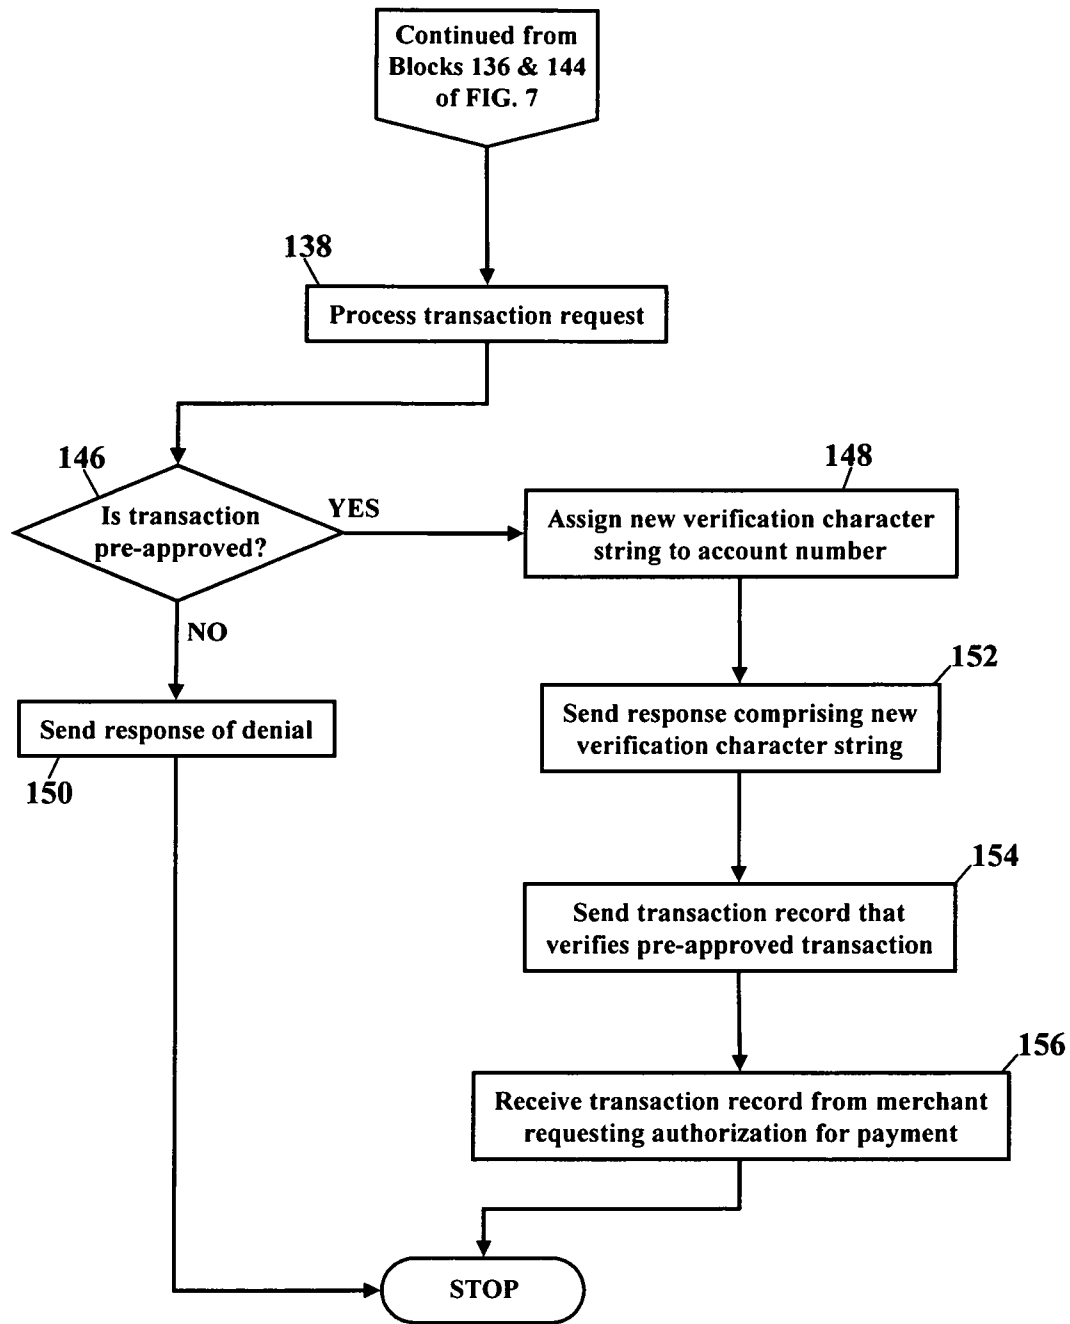 Continued from
Blocks 136 & 144
of FIG. 7
138
Process transaction request
146
Is transaction
pre-approved?
YES
NO
148
Assign new verification character
string to account number
152
Send response comprising new
verification character string
Send response of denial
150
154
Send transaction record that
verifies pre-approved transaction
156
Receive transaction record from merchant
requesting authorization for payment
STOP